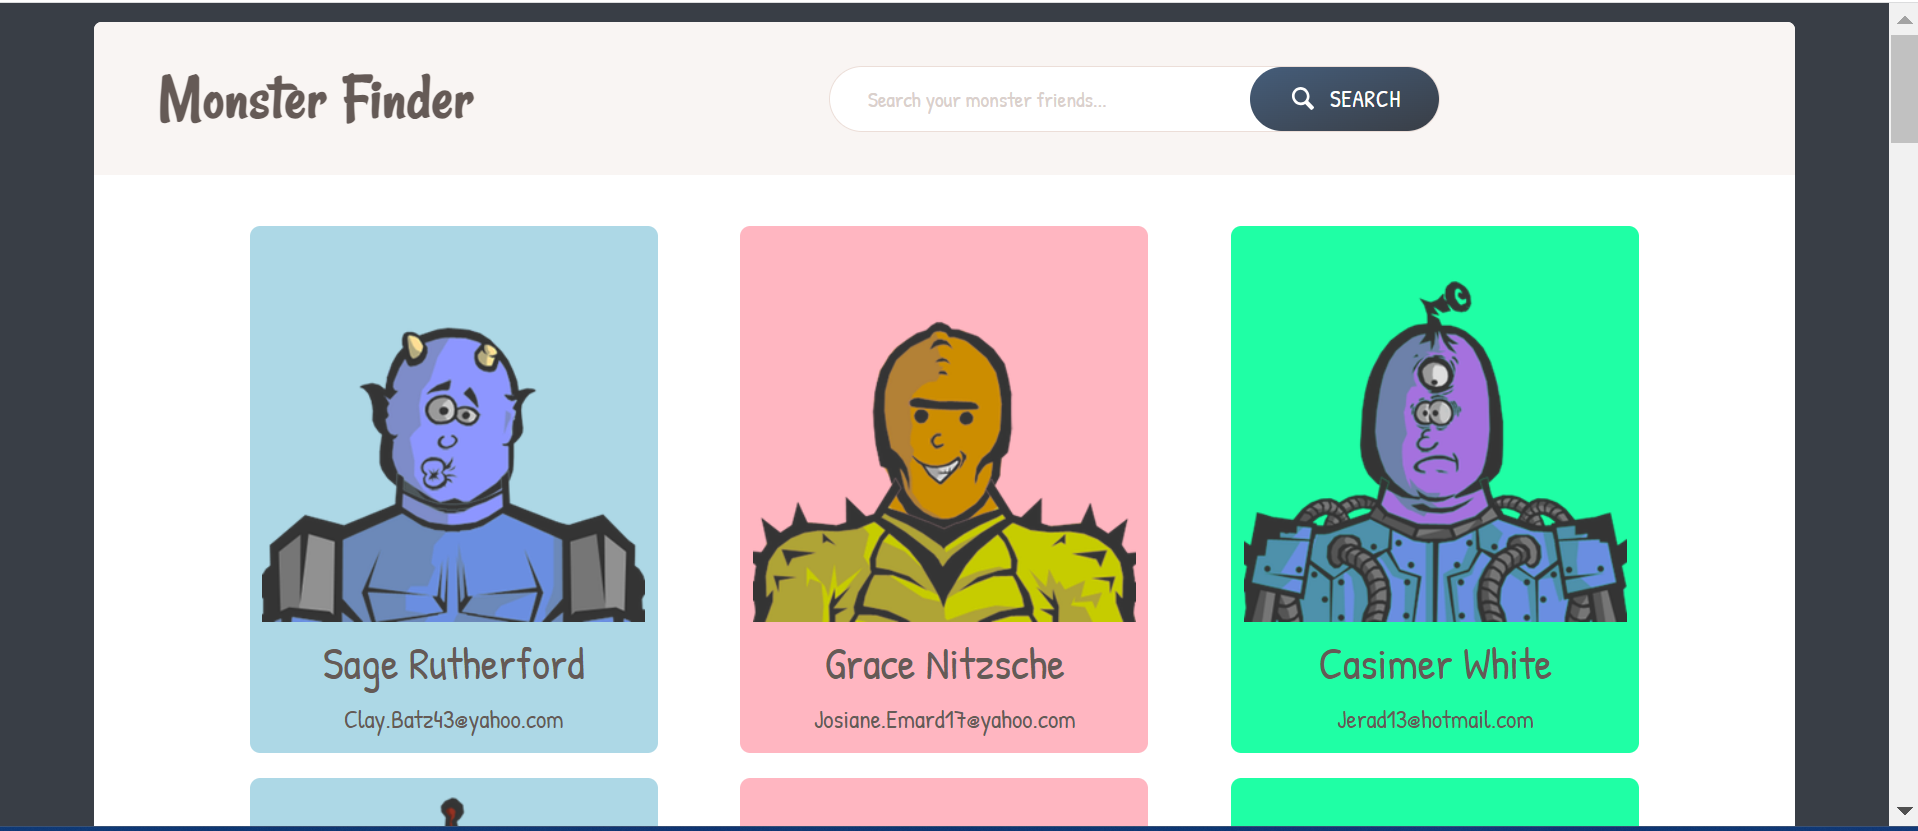 Monster Finder
Search your monster friends...
SEARCH
Sage Rutherford
Clay.Batz43@yahoo.com
Grace Nitzsche
Josiane.Emard17@yahoo.com
Casimer White
Jerad13@hotmail.com